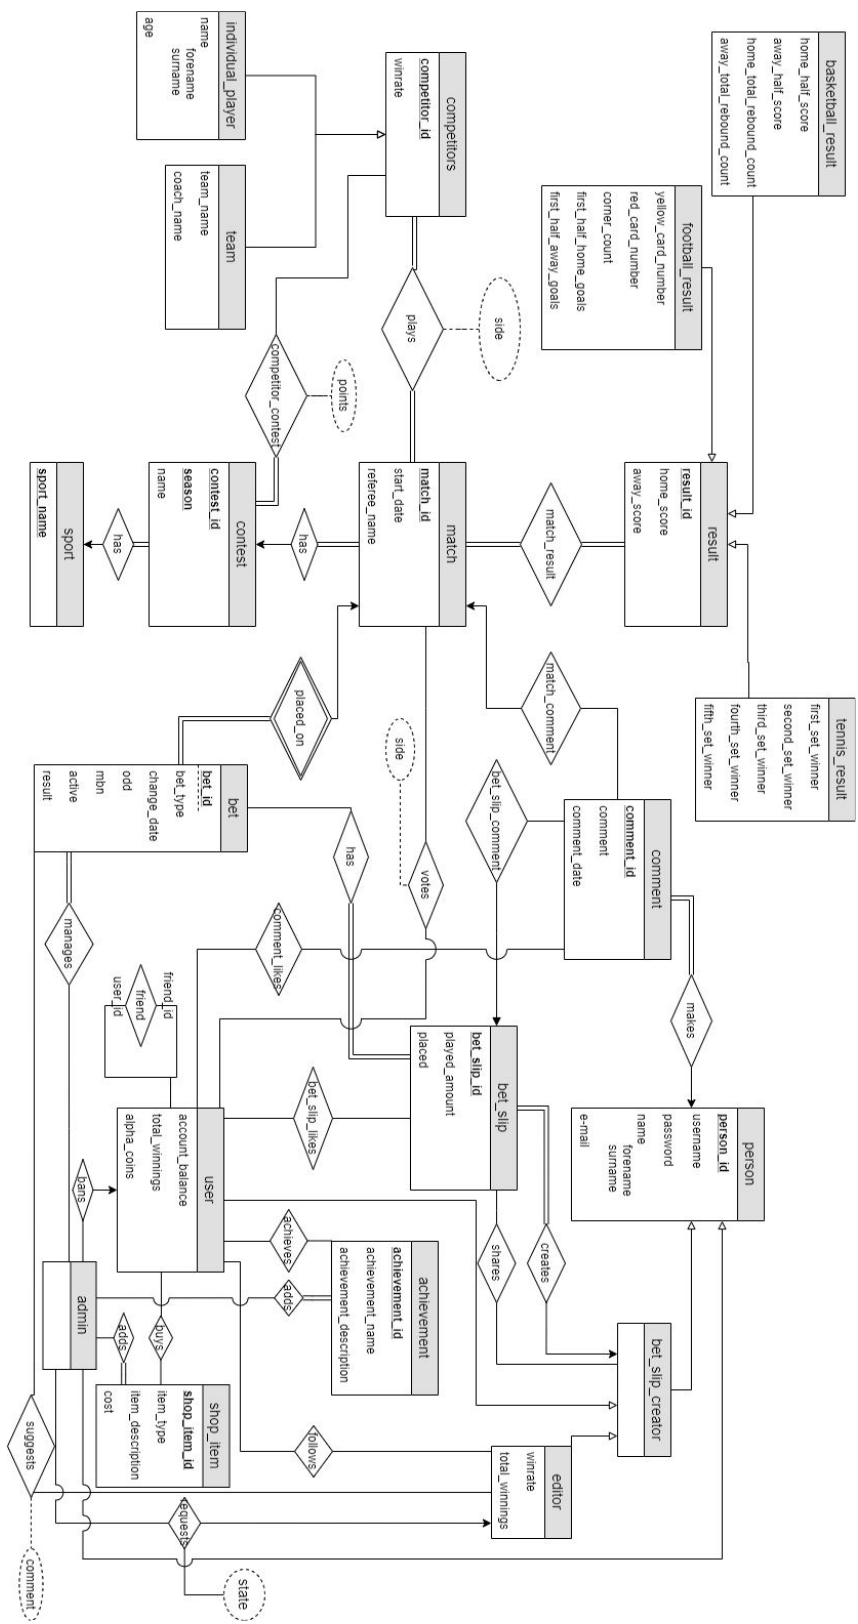 basketball_result
home_half_score
away_half_score
home_total_rebound_count
away_total_rebound_count
football_result
yellow_card_number
red_card_number
corner_count
first_half_home_goals
first_half_away_goals
result
result_id
home_score
away_score
tennis_result
first_set_winner
second_set_winner
third_set_winner
fourth_set_winner
fifth_set_winner
competitors
competitor_id
winrate
individual_player
name
forename
surname
age
team
team_name
coach_name
side
plays
points
competitor_contest
match
match_id
start_date
referee_name
match_result
contest
contest_id
season
name
has
sport
sport_name
has
match_comment
placed_on
side
bet_slip_comment
comment
comment_id
comment
comment_date
votes
has
bet
bet_id
bet_type
change_date
odd
mbn
active
result
comment_likes
manages
friend_id
friend
user_id
makes
person
person_id
username
password
name
forename
surname
e-mail
bet_slip
bet_slip_id
played_amount
placed
bet_slip_likes
user
account_balance
total_winnings
alpha_coins
creates
shares
achieves
achievement
achievement_id
achievement_name
achievement_description
adds
bans
admin
buys
adds
shop_item
shop_item_id
item_type
item_description
cost
bet_slip_creator
follows
editor
winrate
total_winnings
suggests
requests
comment
state